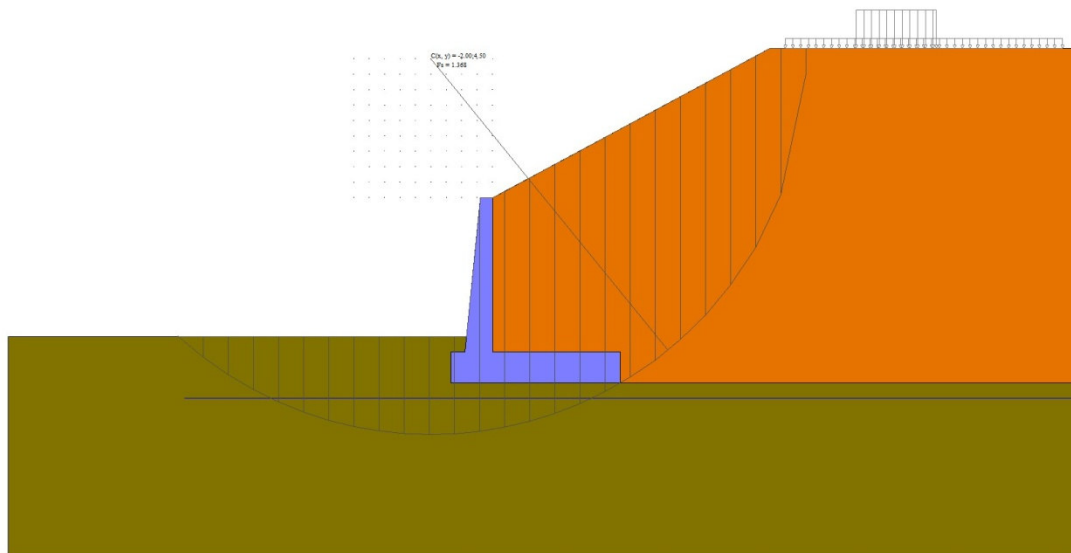 C(x, y) = -2.00;4.50
Fs = 1.368